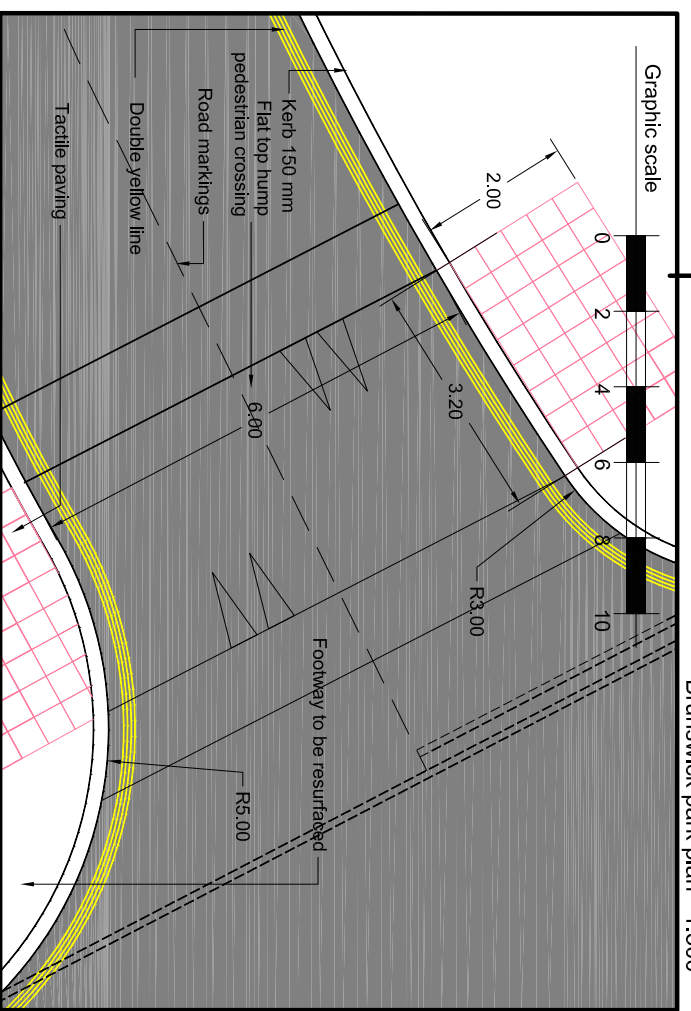 Brunswick park plan 1:500
Graphic scale
0
2
4
6
8
10
2.00
3.20
6.00
R3.00
R5.00
Kerb 150 mm
Flat top hump
pedestrian crossing
Road markings
Double yellow line
Tactile paving
Footway to be resurfaced